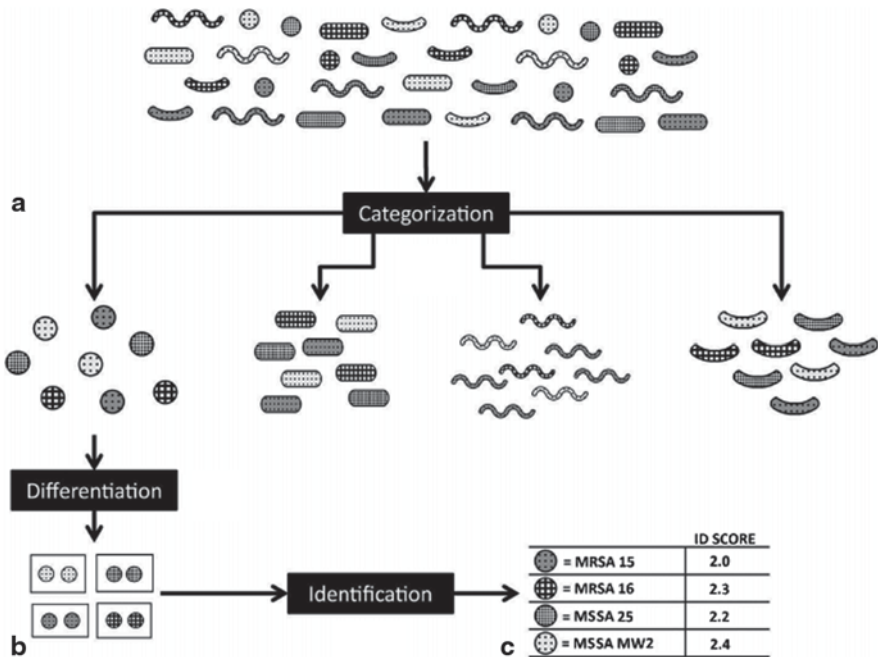 a
Categorization
Differentiation
Identification
b
c
ID SCORE
= MRSA 15 2.0
= MRSA 16 2.3
= MSSA 25 2.2
= MSSA MW2 2.4